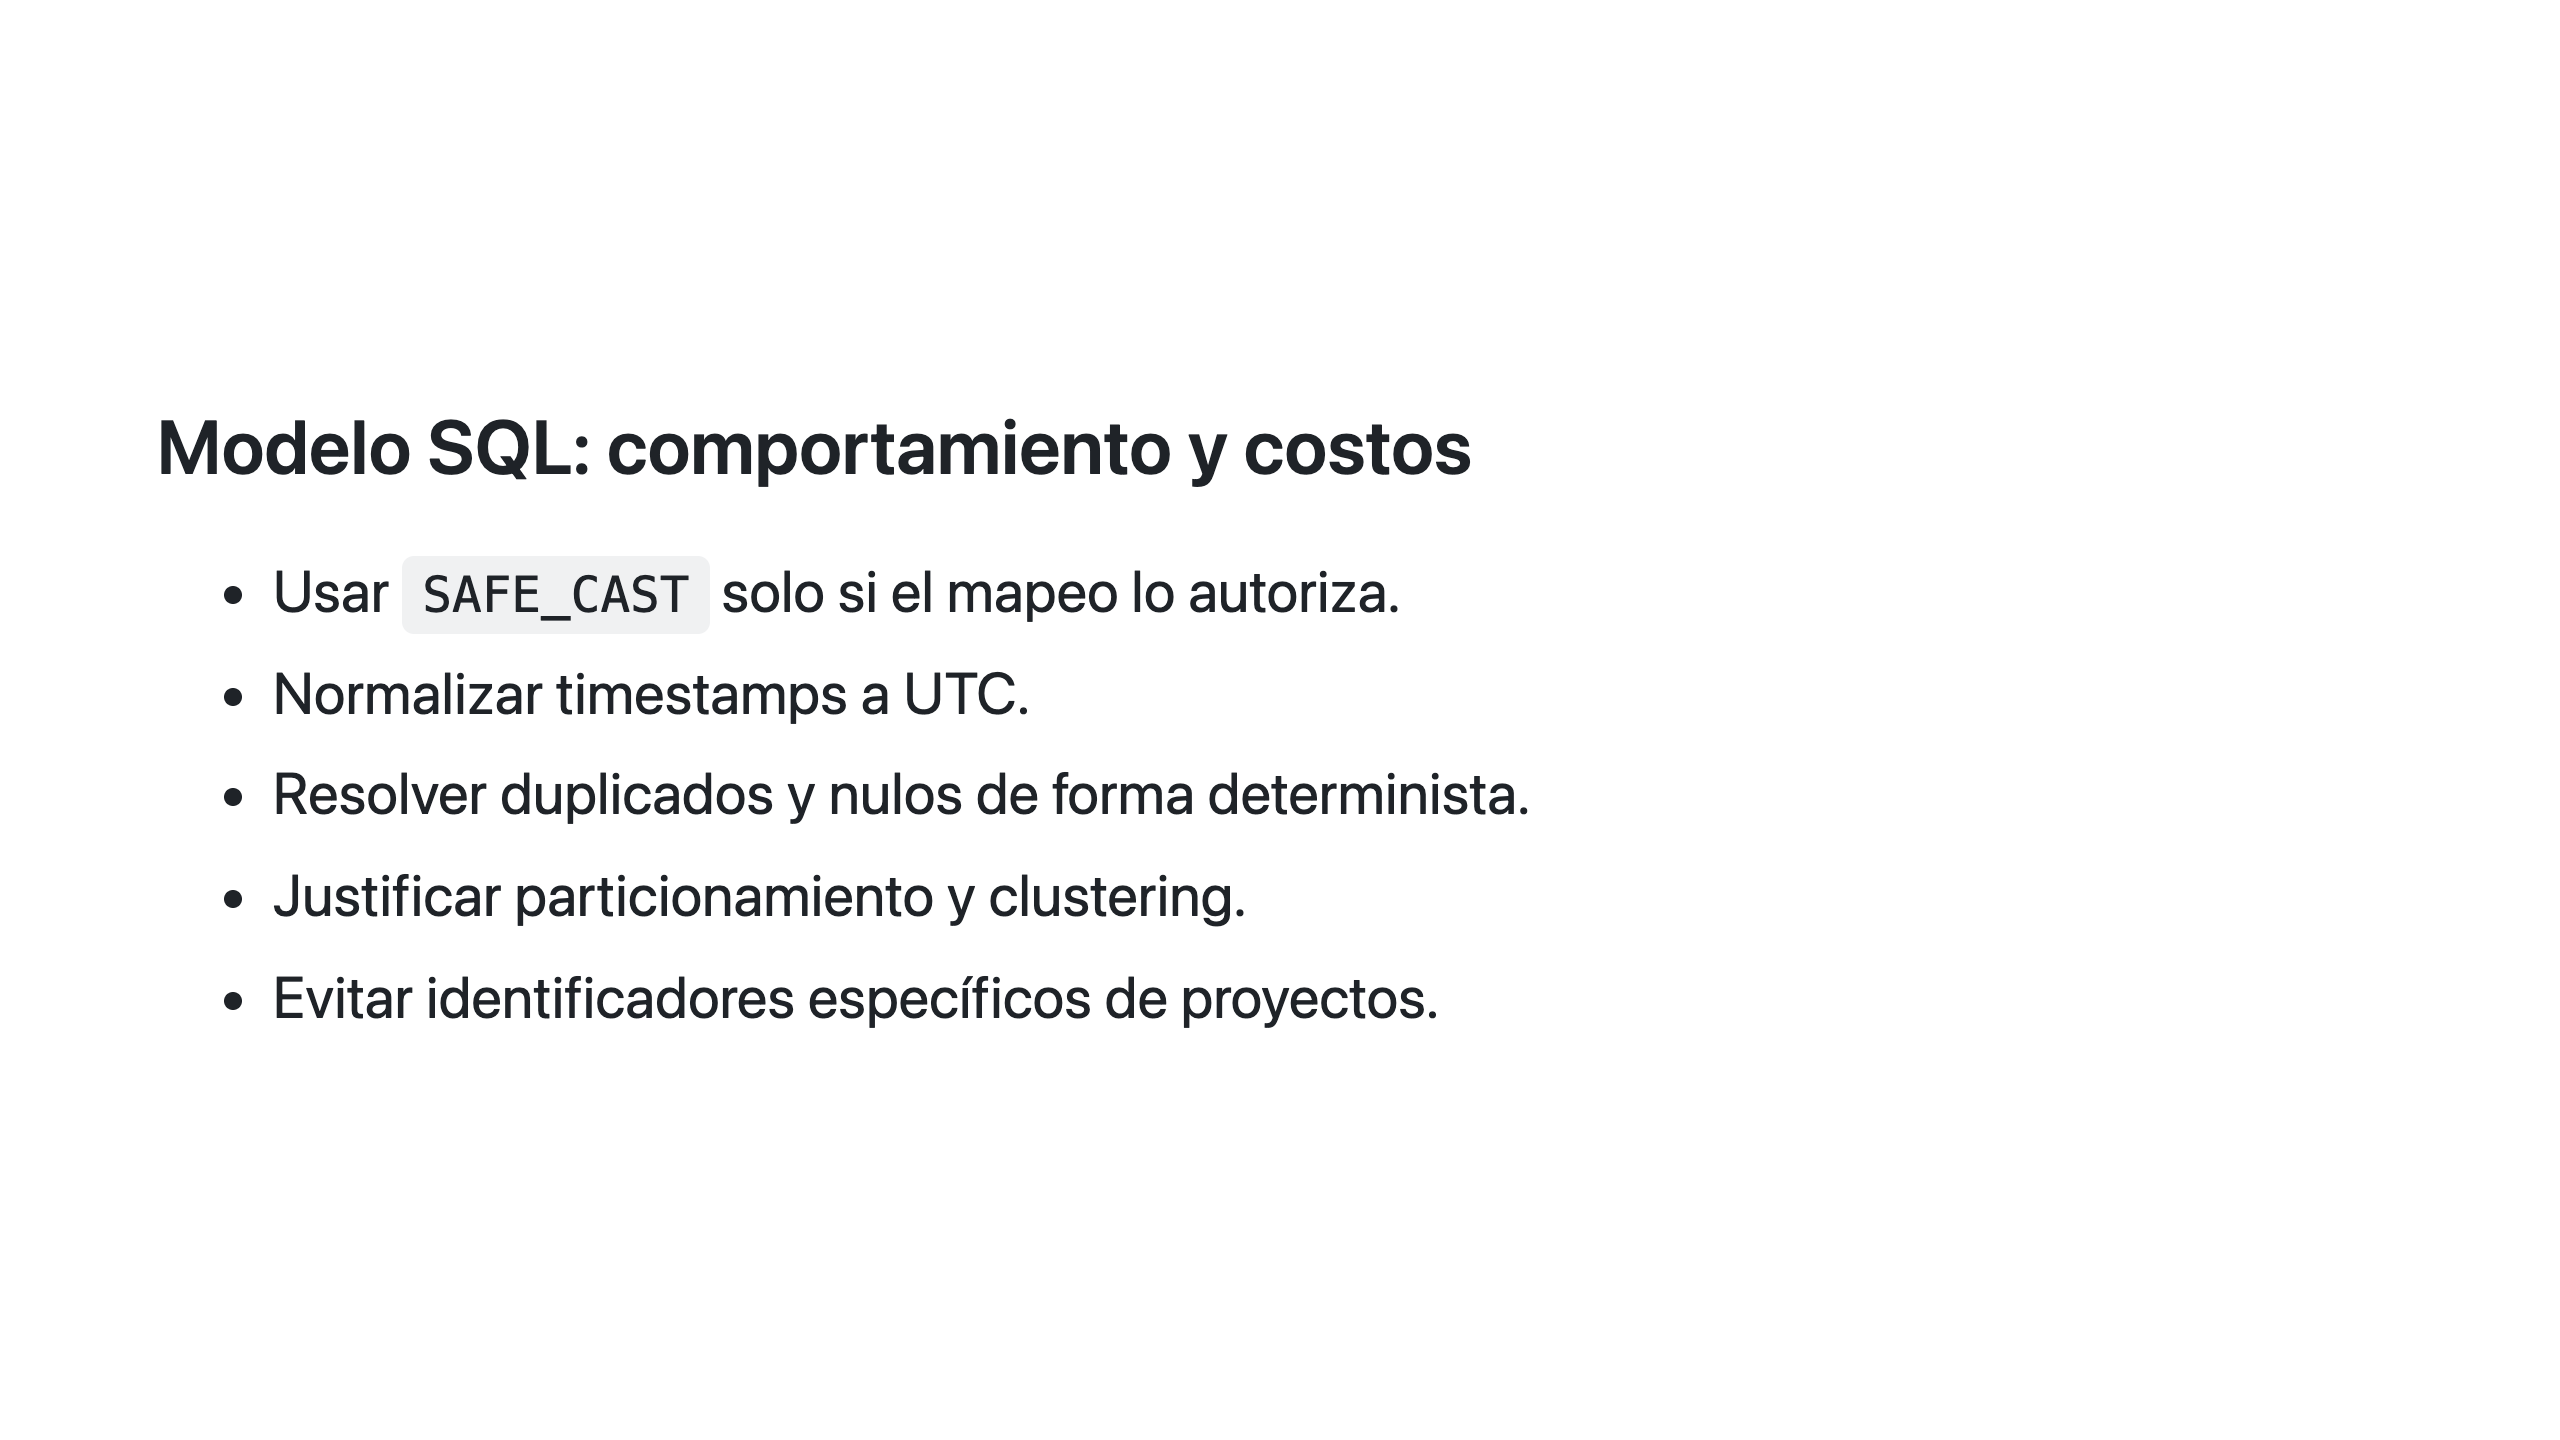 Modelo SQL: comportamiento y costos
• Usar SAFE_CAST solo si el mapeo lo autoriza.
• Normalizar timestamps a UTC.
• Resolver duplicados y nulos de forma determinista.
• Justificar particionamiento y clustering.
• Evitar identificadores específicos de proyectos.